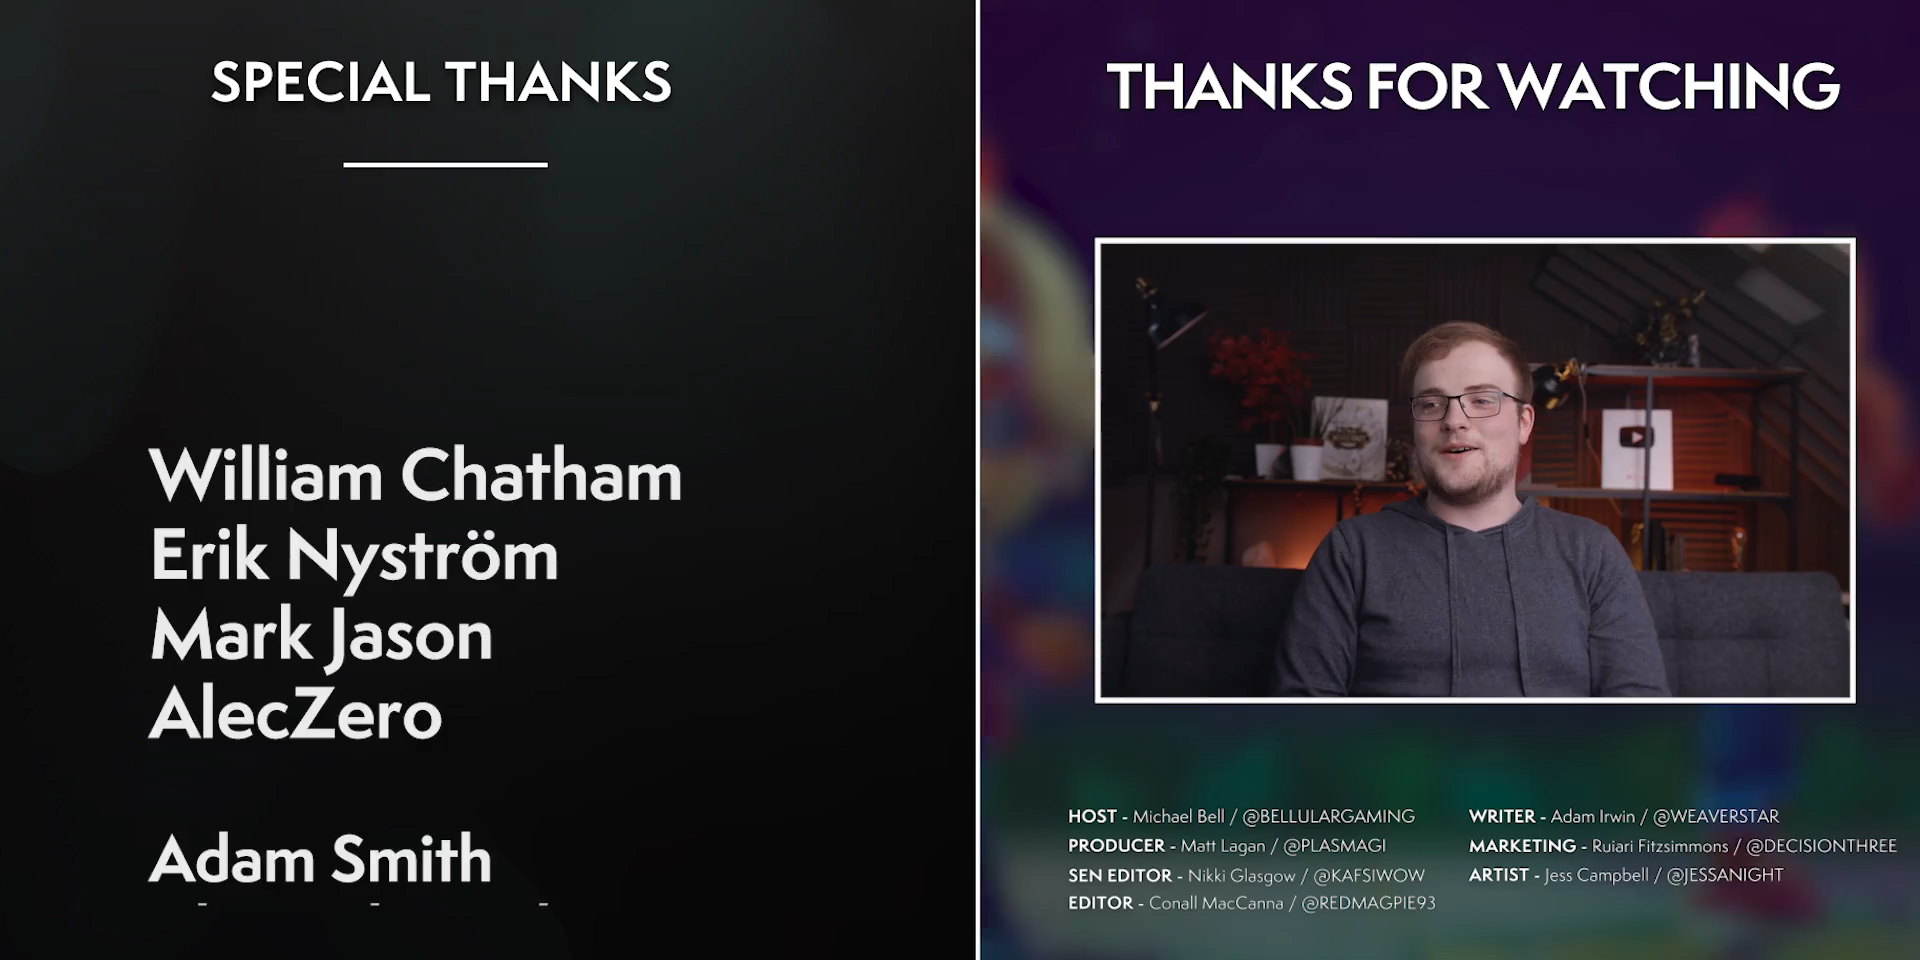 SPECIAL THANKS
William Chatham
Erik Nyström
Mark Jason
AlecZero
Adam Smith
THANKS FOR WATCHING
HOST - Michael Bell / @BELLULARGAMING
PRODUCER - Matt Lagan / @PLASMAGI
SEN EDITOR - Nikki Glasgow / @KAFSIWOW
EDITOR - Conall MacCanna / @REDMAGPIE93
WRITER - Adam Irwin / @WEAVERSTAR
MARKETING - Ruiari Fitzsimmons / @DECISIONTHREE
ARTIST - Jess Campbell / @JESSANIGHT